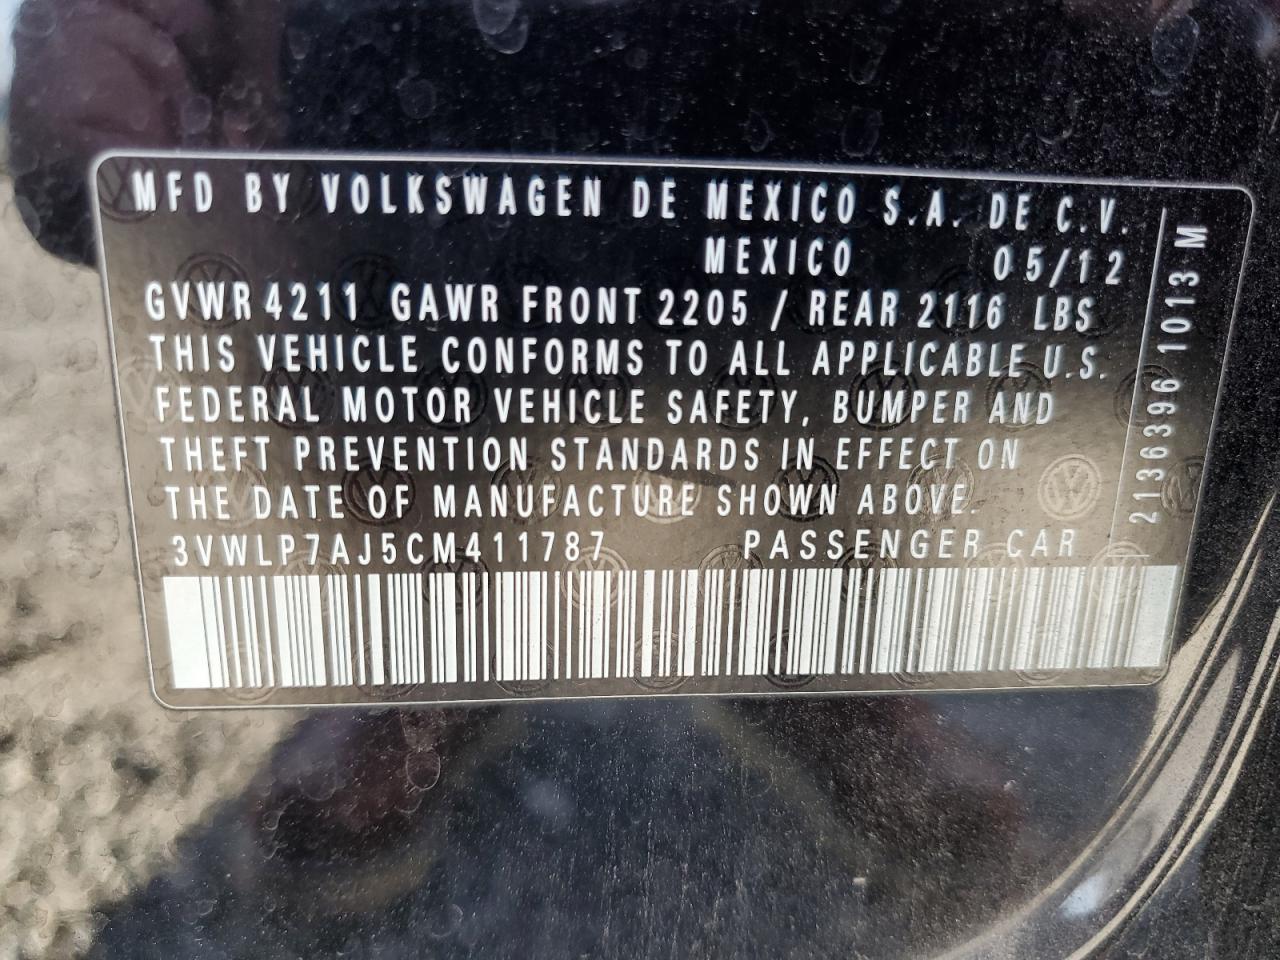 MFD BY VOLKSWAGEN DE MEXICO S.A. DE C.V.
MEXICO 05/12
GVWR 4211 GAWR FRONT 2205 / REAR 2116 LBS
THIS VEHICLE CONFORMS TO ALL APPLICABLE U.S.
FEDERAL MOTOR VEHICLE SAFETY, BUMPER AND
THEFT PREVENTION STANDARDS IN EFFECT ON
THE DATE OF MANUFACTURE SHOWN ABOVE.
3VWLP7AJ5CM411787 PASSENGER CAR
21363396 1013 M